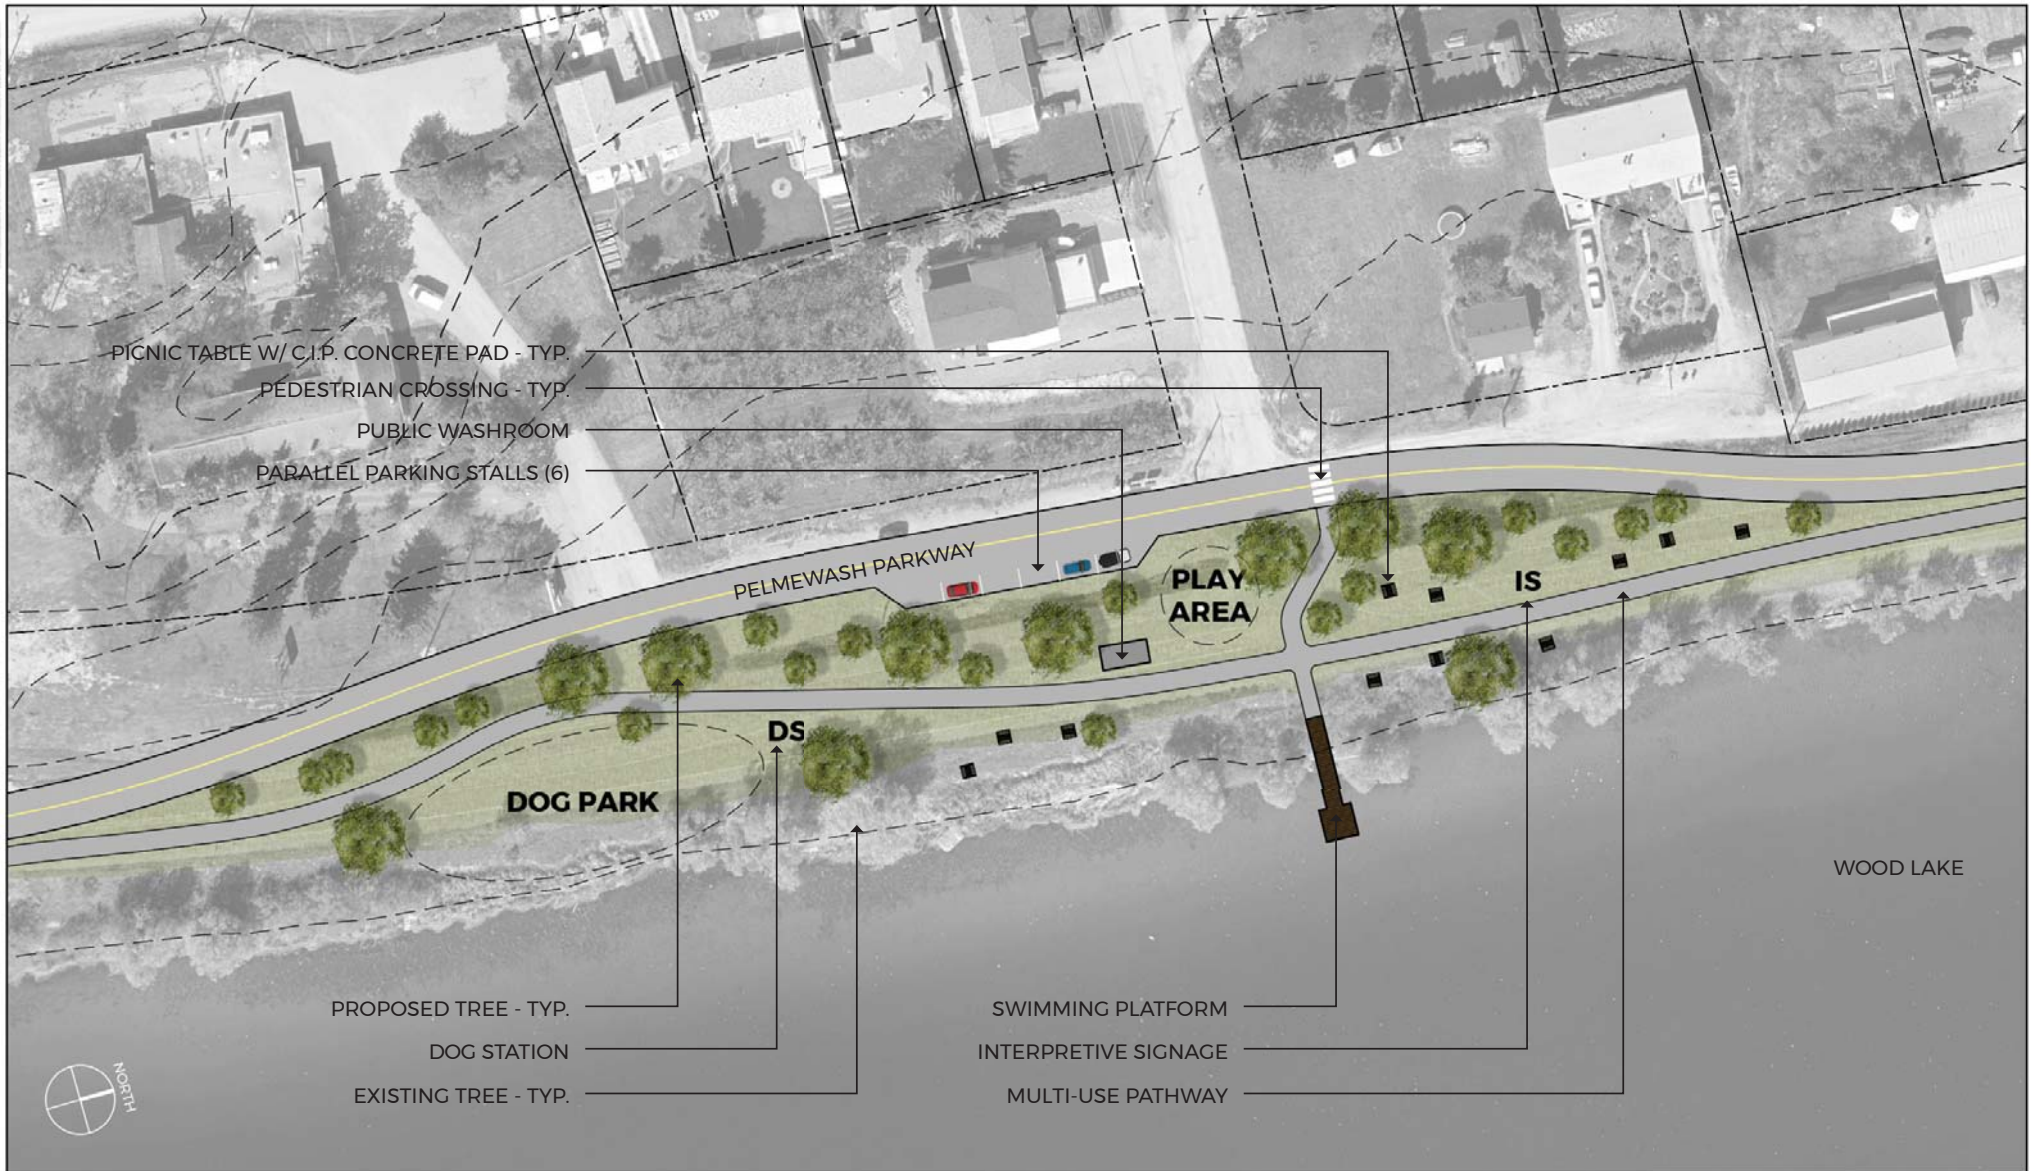 PICNIC TABLE W/ C.I.P. CONCRETE PAD - TYP.
PEDESTRIAN CROSSING - TYP.
PUBLIC WASHROOM
PARALLEL PARKING STALLS (6)
PELMEWASH PARKWAY
PLAY
AREA
IS
DS
DOG PARK
WOOD LAKE
PROPOSED TREE - TYP.
DOG STATION
EXISTING TREE - TYP.
SWIMMING PLATFORM
INTERPRETIVE SIGNAGE
MULTI-USE PATHWAY
NORTH